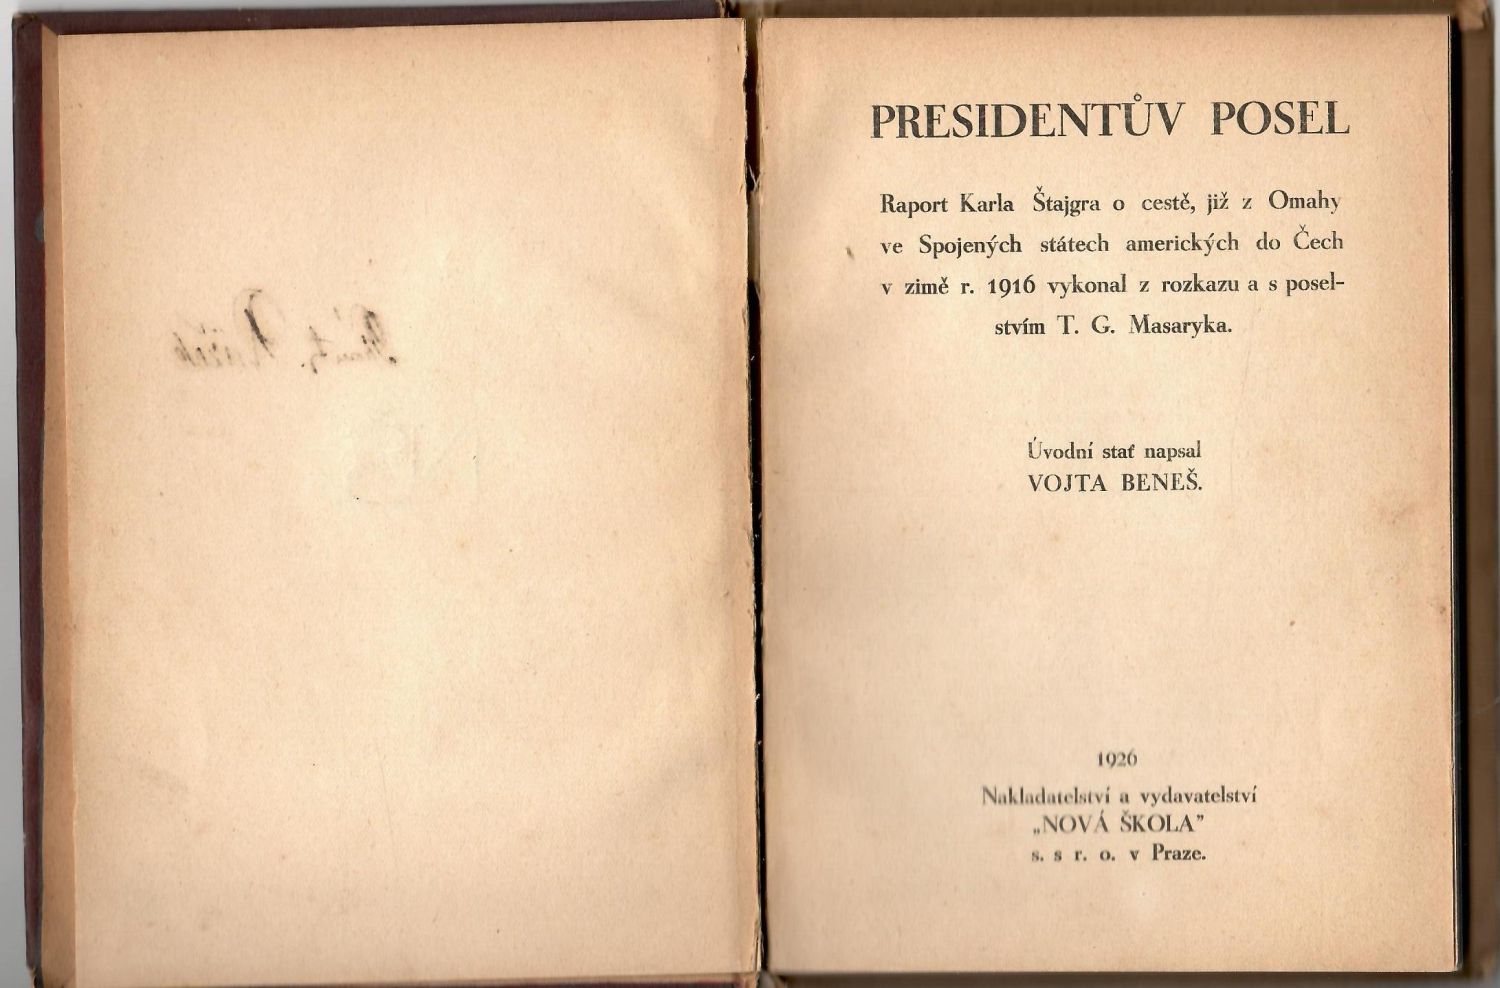 PRESIDENTŮV POSEL
Raport Karla Štajgra o cestě, již z Omahy
ve Spojených státech amerických do Čech
v zimě r. 1916 vykonal z rozkazu a s posel-
stvím T. G. Masaryka.
Úvodní stať napsal
VOJTA BENEŠ.
1926
Nakladatelství a vydavatelství
„NOVÁ ŠKOLA”
s. s r. o. v Praze.